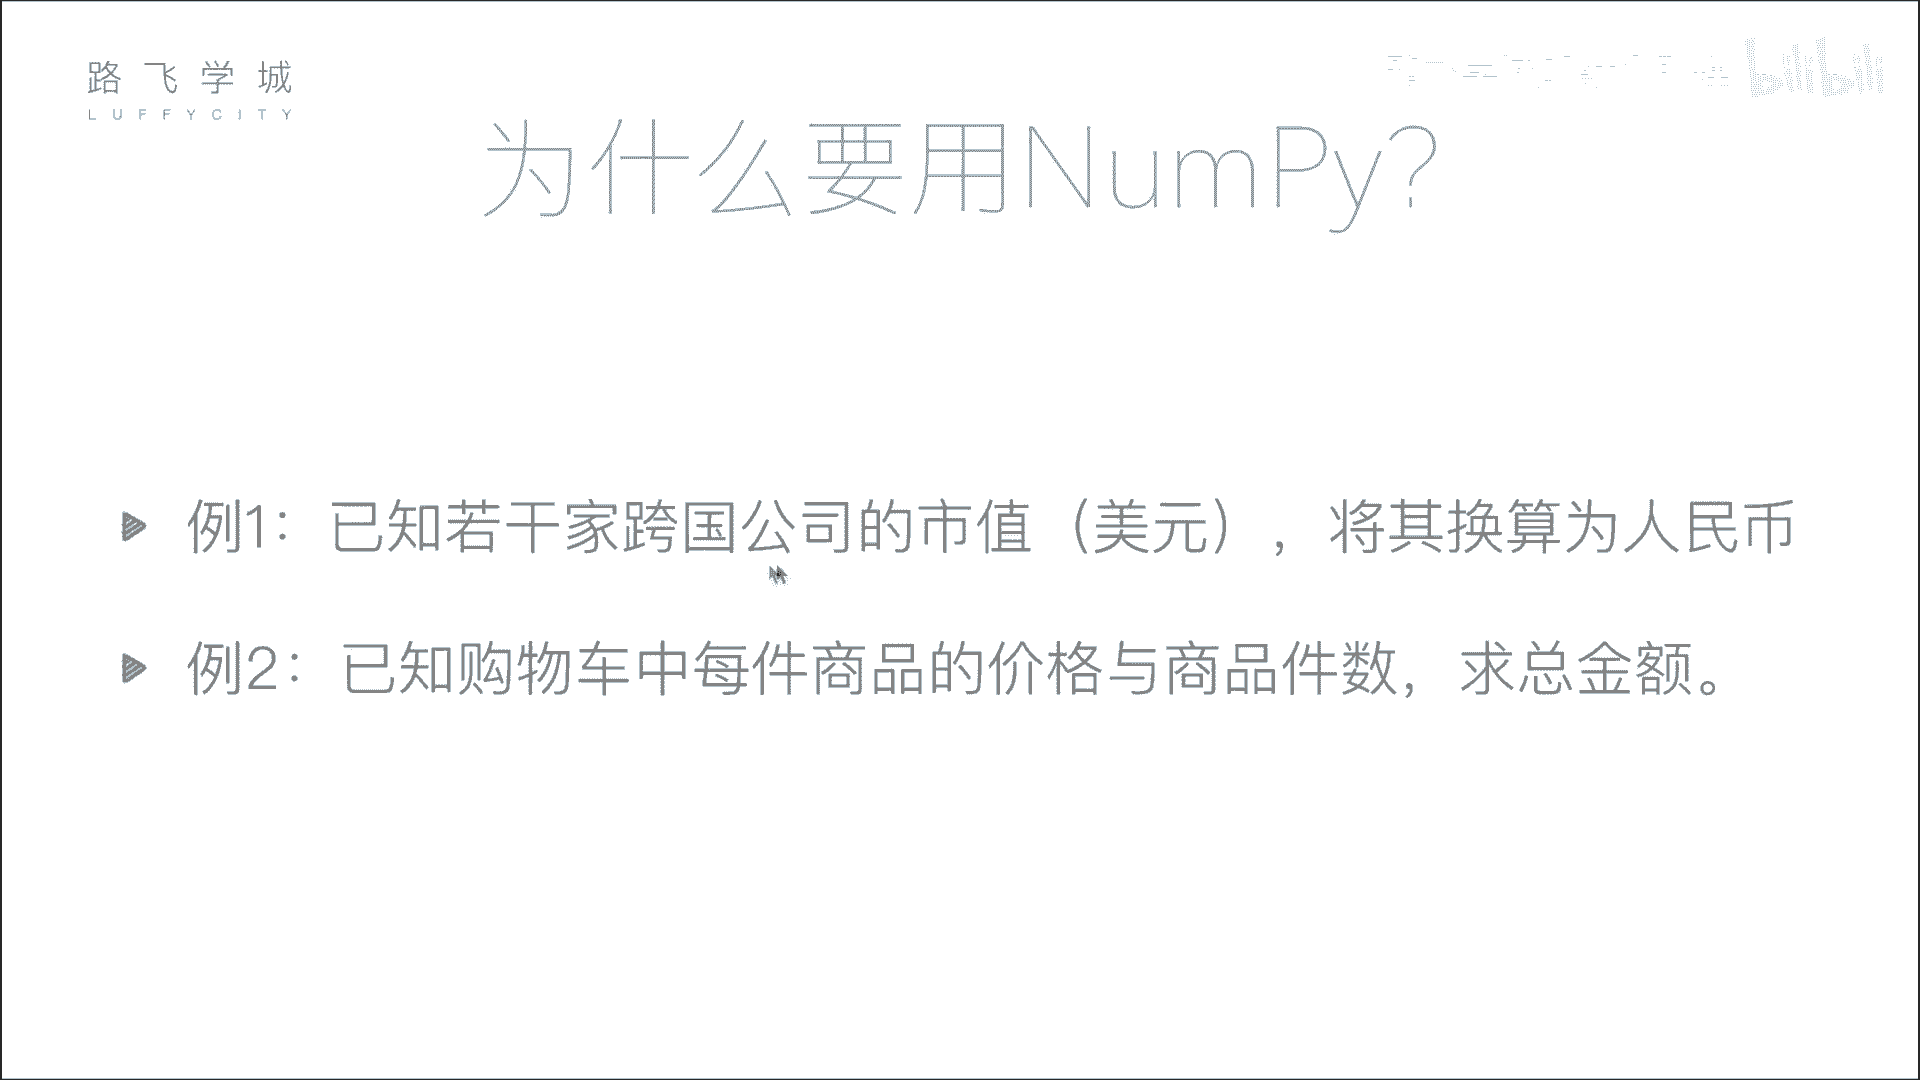 路飞学城
LUFFYCITY
bilibili
为什么要用NumPy?
例1：已知若干家跨国公司的市值（美元），将其换算为人民币
例2：已知购物车中每件商品的价格与商品件数，求总金额。